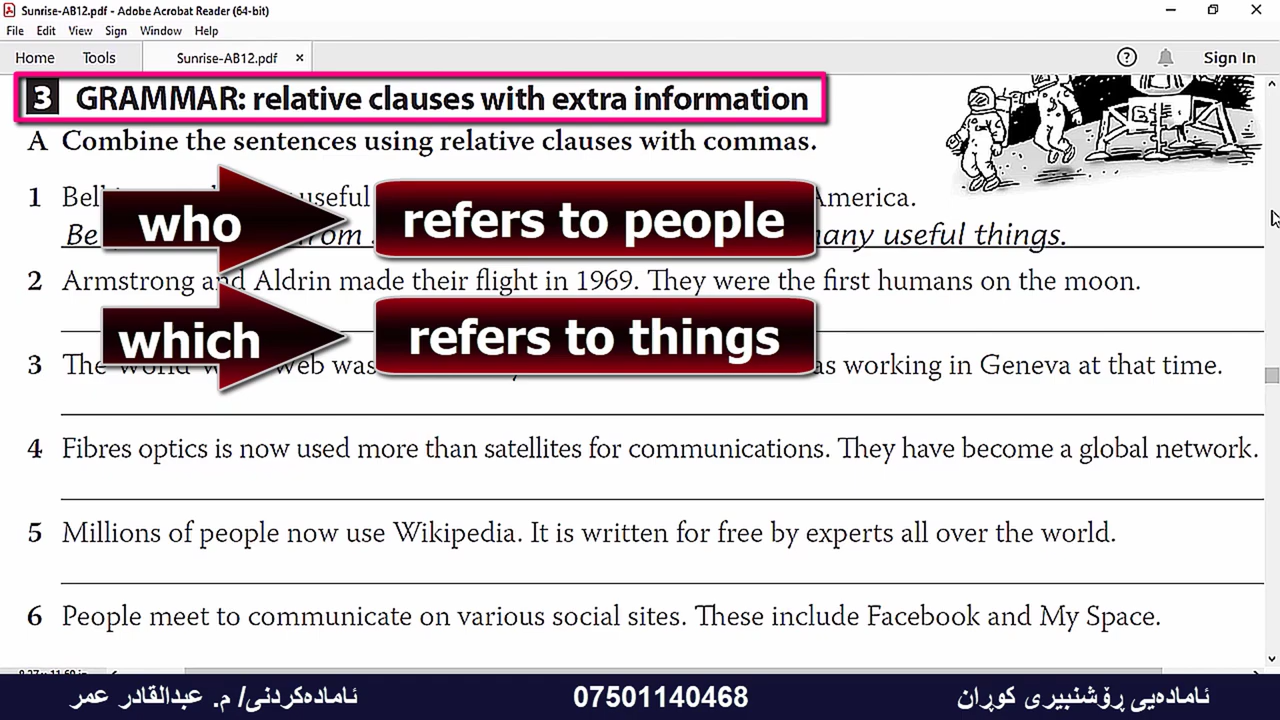 Sunrise-AB12.pdf - Adobe Acrobat Reader (64-bit)
File Edit View Sign Window Help
Home Tools Sunrise-AB12.pdf × Sign In
3 GRAMMAR: relative clauses with extra information
A Combine the sentences using relative clauses with commas.
1 useful America.
from many useful things.
who refers to people
2 Armstrong and Aldrin made their flight in 1969. They were the first humans on the moon.
which refers to things
3 The World Web was working in Geneva at that time.
4 Fibres optics is now used more than satellites for communications. They have become a global network.
5 Millions of people now use Wikipedia. It is written for free by experts all over the world.
6 People meet to communicate on various social sites. These include Facebook and My Space.
ئامادەکردنی/ م. عبدالقادر عمر 07501140468 ئامادەیی ڕۆشنبیری کوڕان